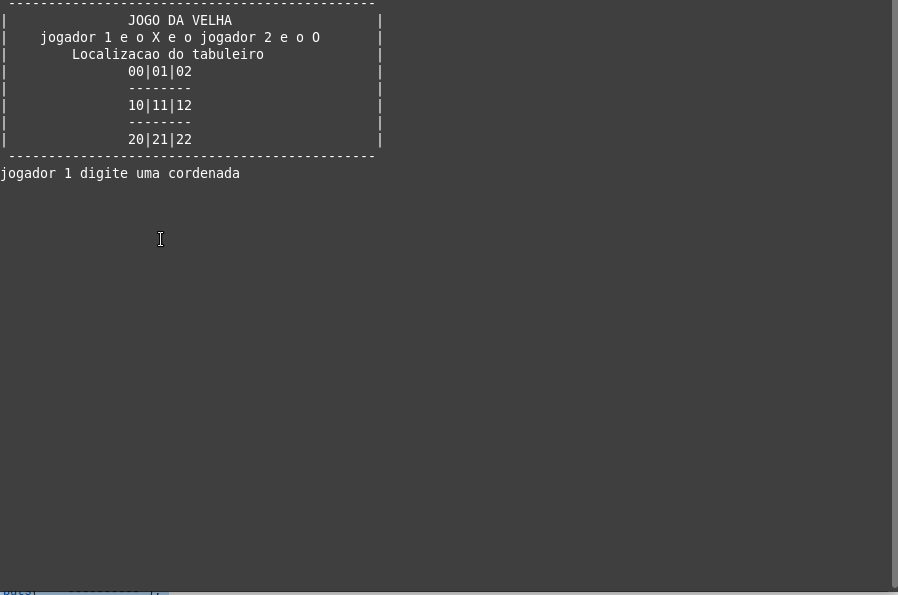 ----------------------------------------------
|               JOGO DA VELHA                  |
|    jogador 1 e o X e o jogador 2 e o O       |
|        Localizacao do tabuleiro              |
|               00|01|02                       |
|               --------                       |
|               10|11|12                       |
|               --------                       |
|               20|21|22                       |
 ----------------------------------------------
jogador 1 digite uma cordenada